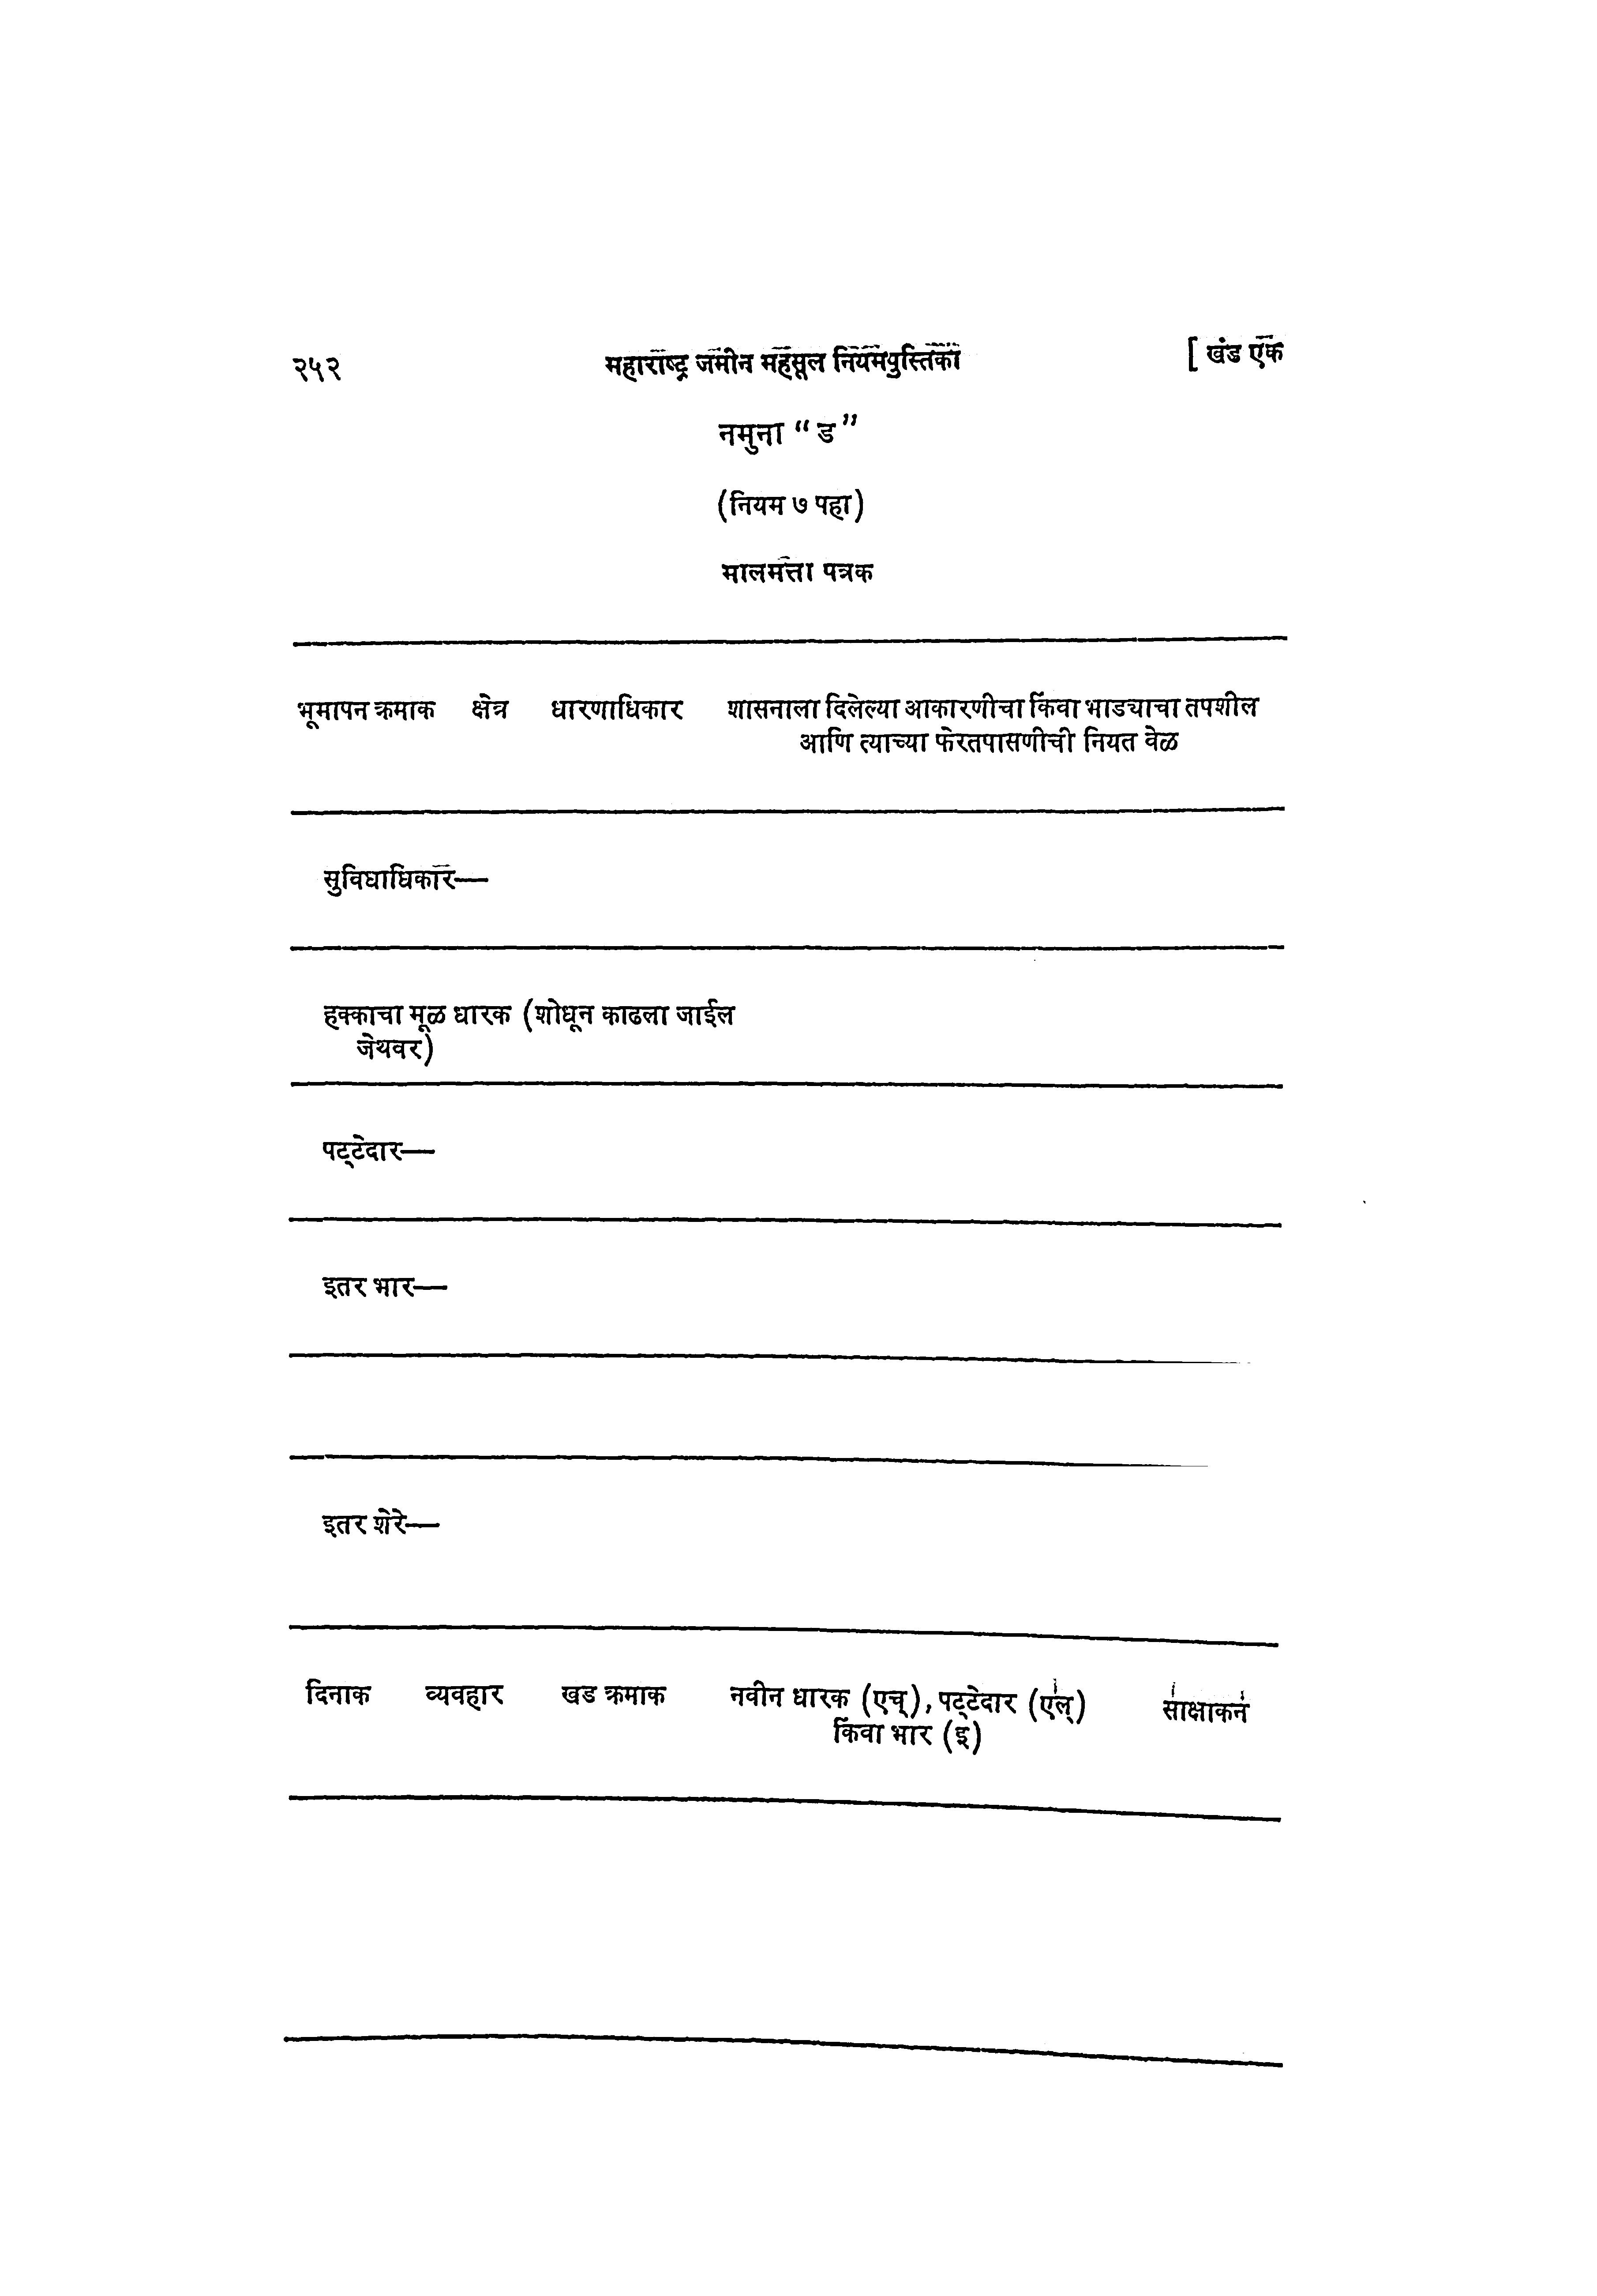 २५२ महाराष्ट्र जमीन महसूल नियमपुस्तिका [ खंड एक
नमुना “ ड ”
(नियम ७ पहा)
मालमत्ता पत्रक
भूमापन क्रमाक क्षेत्र धारणाधिकार शासनाला दिलेल्या आकारणीचा किंवा भाड्याचा तपशील
आणि त्याच्या फेरतपासणीची नियत वेळ
सुविधाधिकार—
हक्काचा मूळ धारक (शोधून काढला जाईल
जेथवर)
पट्टेदार—
इतर भार—
इतर शेरे—
दिनाक व्यवहार खड क्रमाक नवीन धारक (एच्), पट्टेदार (एल्) साक्षाकन
किंवा भार (इ)